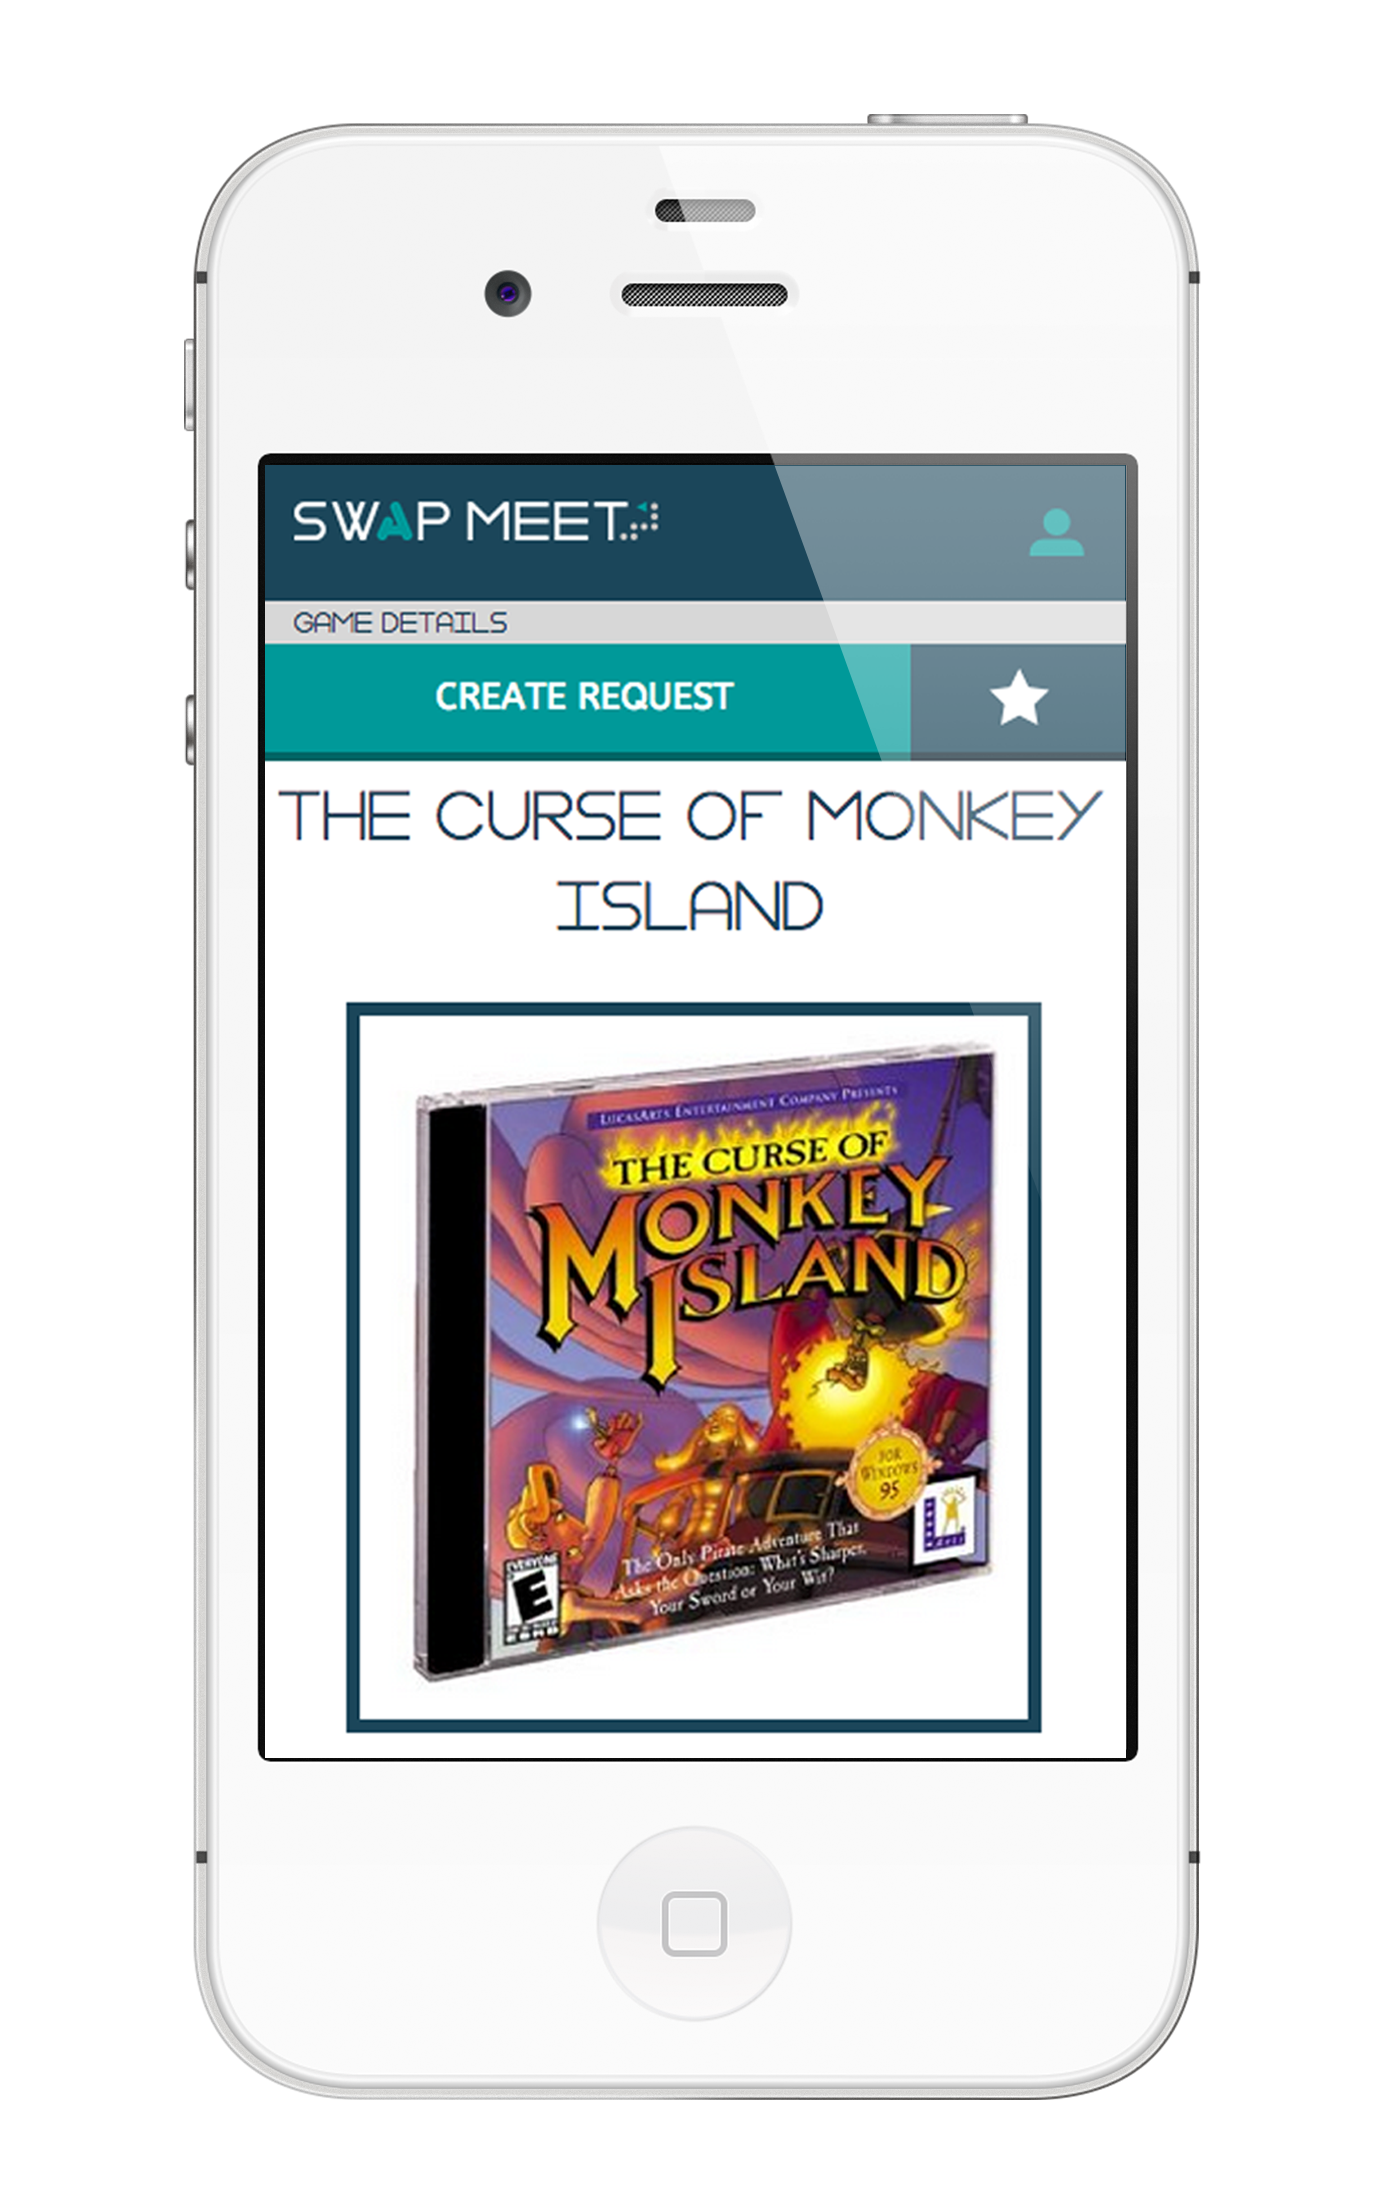 SWAP MEET
GAME DETAILS
CREATE REQUEST
THE CURSE OF MONKEY
ISLAND
LUCASARTS ENTERTAINMENT COMPANY PRESENTS
THE CURSE OF
MONKEY
ISLAND
FOR
WINDOWS
95
The Only Pirate Adventure That
Asks the Question: What's Sharper,
Your Sword or Your Wit?
EVERYONE
E